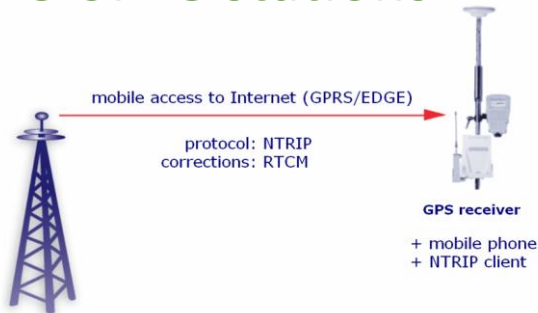 mobile access to Internet (GPRS/EDGE)
protocol: NTRIP
corrections: RTCM
GPS receiver
+ mobile phone
+ NTRIP client